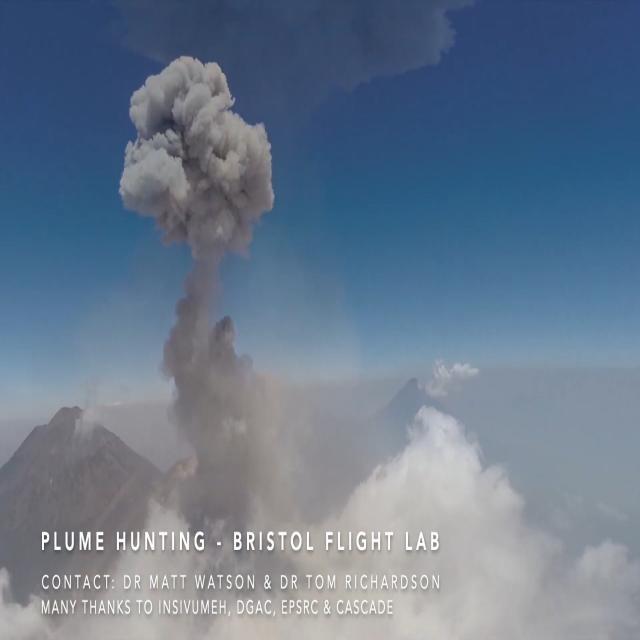 PLUME HUNTING - BRISTOL FLIGHT LAB
CONTACT: DR MATT WATSON & DR TOM RICHARDSON
MANY THANKS TO INSIVUMEH, DGAC, EPSRC & CASCADE